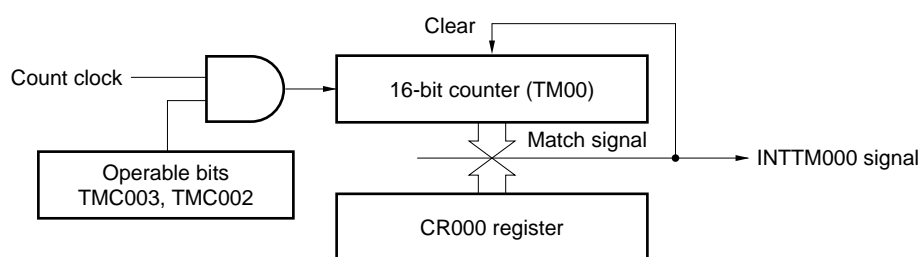 Clear
Count clock
16-bit counter (TM00)
Match signal
INTTM000 signal
Operable bits
TMC003, TMC002
CR000 register